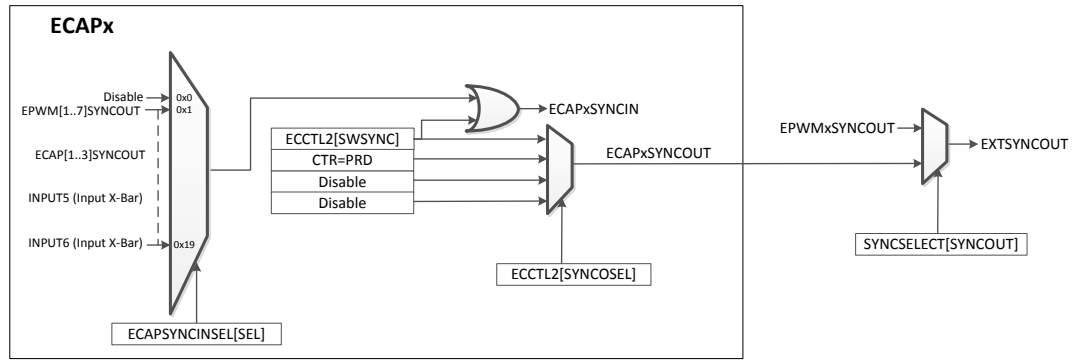 ECAPx
Disable
0x0
EPWM[1..7]SYNCOUT
0x1
ECAP[1..3]SYNCOUT
INPUT5 (Input X-Bar)
INPUT6 (Input X-Bar)
0x19
ECAPSYNCINSEL[SEL]
ECAPxSYNCIN
ECCTL2[SWSYNC]
CTR=PRD
Disable
Disable
ECAPxSYNCOUT
ECCTL2[SYNCOSEL]
EPWMxSYNCOUT
EXTSYNCOUT
SYNCSELECT[SYNCOUT]